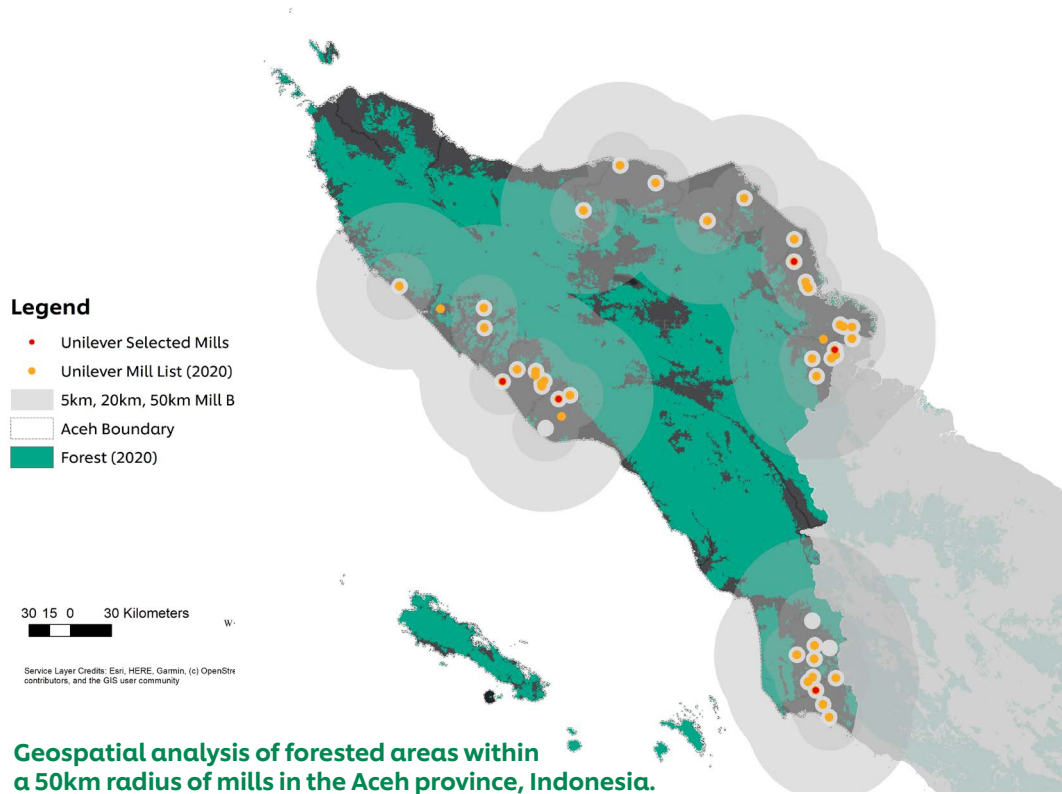 Legend
Unilever Selected Mills
Unilever Mill List (2020)
5km, 20km, 50km Mill B
Aceh Boundary
Forest (2020)
30 15 0 30 Kilometers
W
Service Layer Credits: Esri, HERE, Garmin, (c) OpenStre
contributors, and the GIS user community
Geospatial analysis of forested areas within
a 50km radius of mills in the Aceh province, Indonesia.